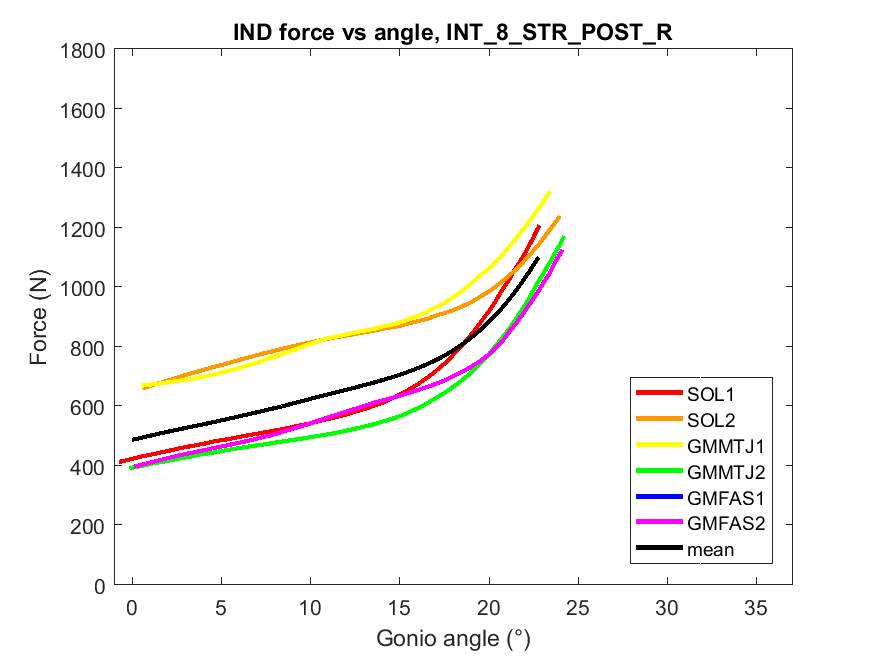 IND force vs angle, INT_8_STR_POST_R
Force (N)
1800
1600
1400
1200
1000
800
600
400
200
0
0 5 10 15 20 25 30 35
Gonio angle (°)
SOL1
SOL2
GMMTJ1
GMMTJ2
GMFAS1
GMFAS2
mean